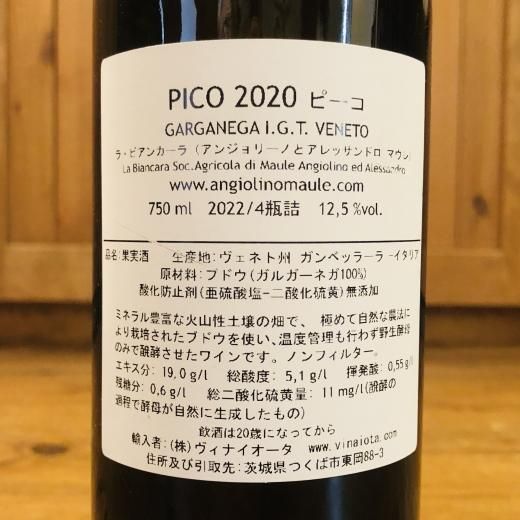 PICO 2020 ピーコ
GARGANEGA I.G.T. VENETO
ラ・ビアンカーラ (アンジョリーノとアレッサンドロ マウレ)
La Biancara Soc.Agricola di Maule Angiolino ed Alessandro
www.angiolinomaule.com
750 ml 2022/4瓶詰 12,5 %vol.
品名:果実酒 生産地:ヴェネト州 ガンベッラーラ -イタリア
原材料:ブドウ(ガルガーネガ100%)
酸化防止剤(亜硫酸塩-二酸化硫黄)無添加
ミネラル豊富な火山性土壌の畑で、 極めて自然な農法に
より栽培されたブドウを使い、温度管理も行わず野生酵母
のみで醗酵させたワインです。ノンフィルター。
エキス分: 19,0 g/l 総酸度: 5,1 g/l 揮発酸: 0,55 g/l
残糖分: 0,6 g/l 総二酸化硫黄量: 11 mg/l(醗酵の
過程で酵母が自然に生成したもの)
飲酒は20歳になってから
輸入者:(株)ヴィナイオータ www.vinaiota.com
住所及び引取先:茨城県つくば市東岡88-3